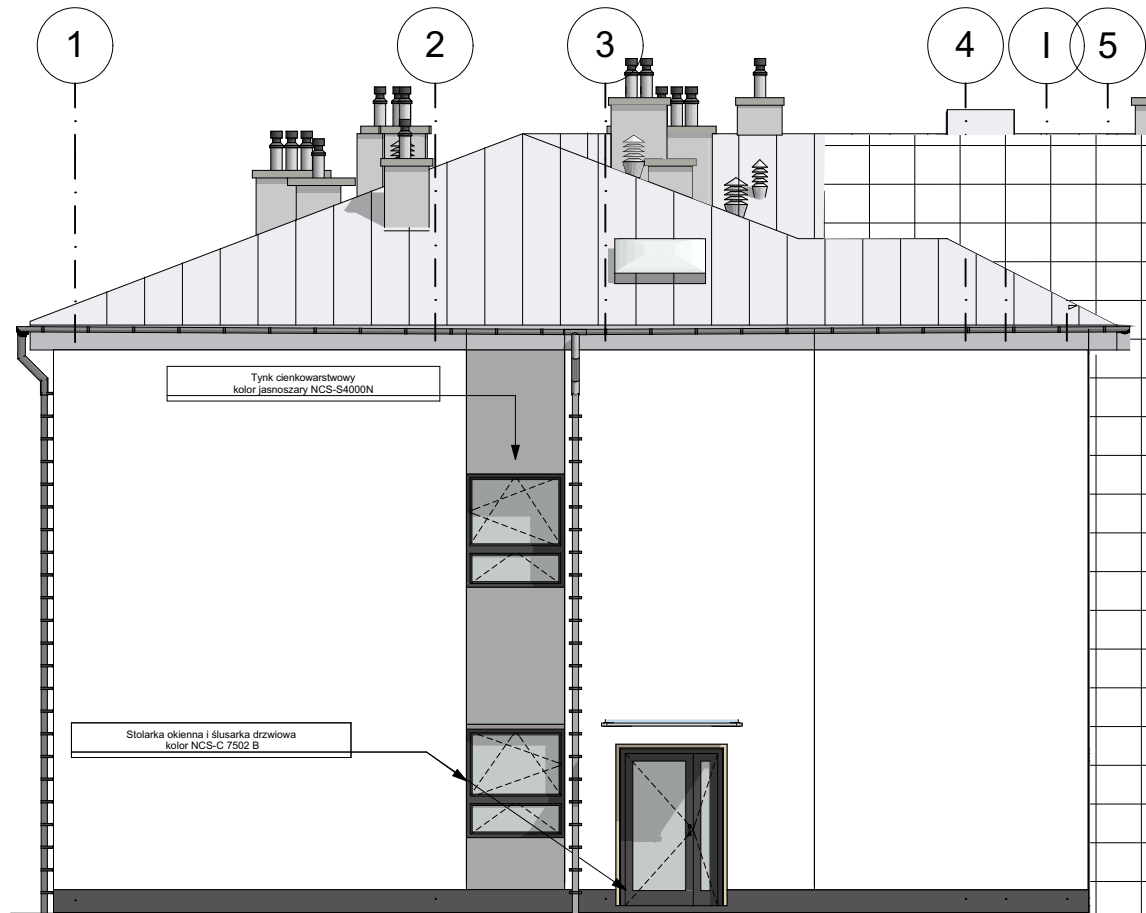 1
2
3
4
I
5
Tynk cienkowarstwowy
kolor jasnoszary NCS-S4000N
Stolarka okienna i ślusarka drzwiowa
kolor NCS-C 7502 B